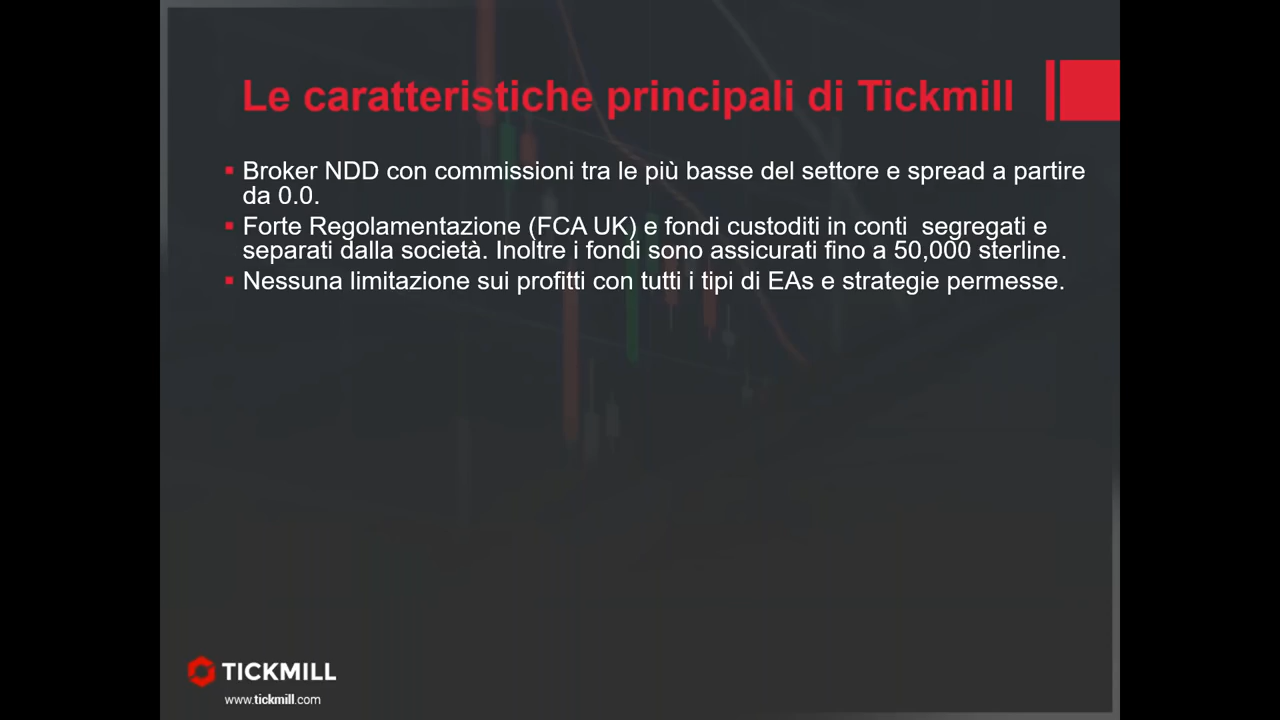 Le caratteristiche principali di Tickmill
▪ Broker NDD con commissioni tra le più basse del settore e spread a partire
da 0.0.
▪ Forte Regolamentazione (FCA UK) e fondi custoditi in conti  segregati e
separati dalla società. Inoltre i fondi sono assicurati fino a 50,000 sterline.
▪ Nessuna limitazione sui profitti con tutti i tipi di EAs e strategie permesse.
TICKMILL
www.tickmill.com